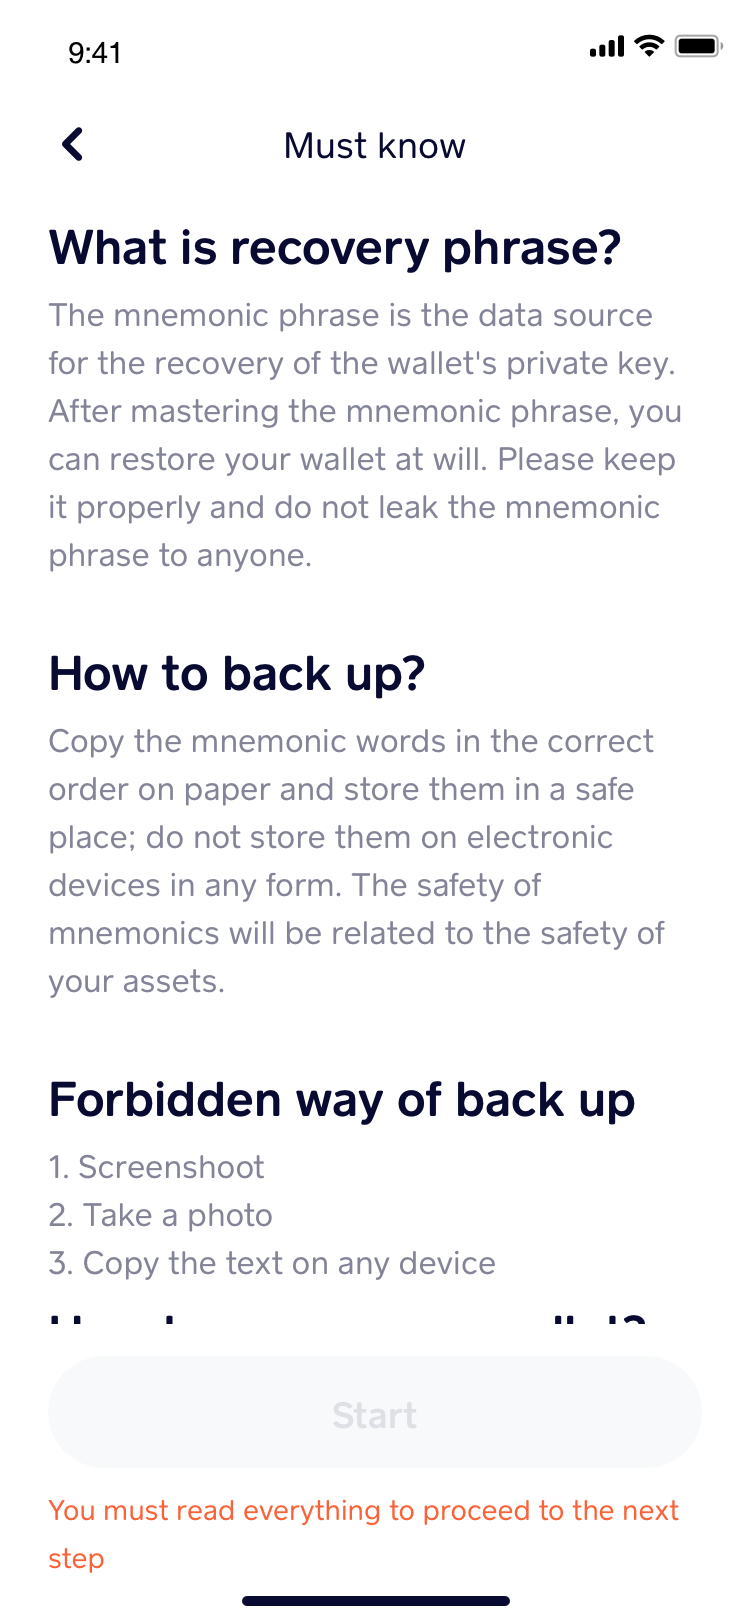 9:41
Must know
What is recovery phrase?
The mnemonic phrase is the data source
for the recovery of the wallet's private key.
After mastering the mnemonic phrase, you
can restore your wallet at will. Please keep
it properly and do not leak the mnemonic
phrase to anyone.
How to back up?
Copy the mnemonic words in the correct
order on paper and store them in a safe
place; do not store them on electronic
devices in any form. The safety of
mnemonics will be related to the safety of
your assets.
Forbidden way of back up
1. Screenshoot
2. Take a photo
3. Copy the text on any device
Start
You must read everything to proceed to the next
step